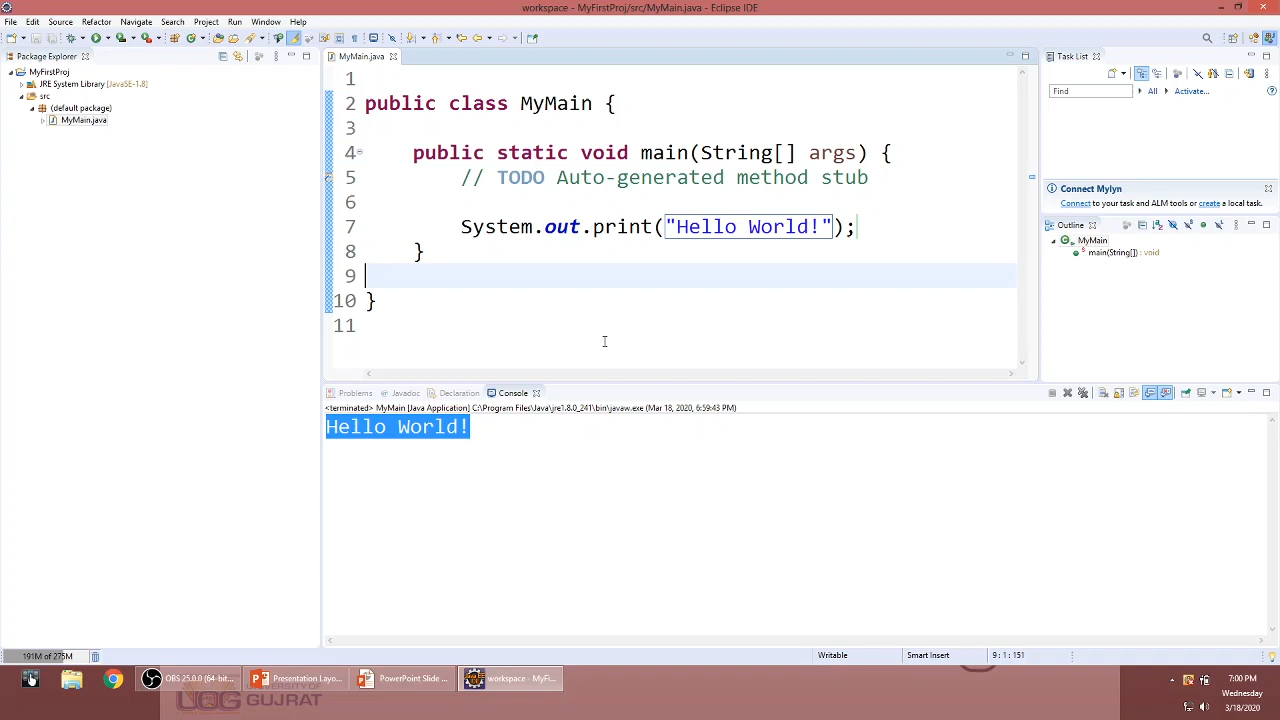 workspace - MyFirstProj/src/MyMain.java - Eclipse IDE
File Edit Source Refactor Navigate Search Project Run Window Help
Package Explorer
MyFirstProj
JRE System Library [JavaSE-1.8]
src
(default package)
MyMain.java
MyMain.java
1
2 public class MyMain {
3
4 public static void main(String[] args) {
5 // TODO Auto-generated method stub
6
7 System.out.print("Hello World!");
8 }
9
10 }
11
Task List
Find All Activate...
Connect Mylyn
Connect to your task and ALM tools or create a local task.
Outline
MyMain
main(String[]) : void
Problems Javadoc Declaration Console
<terminated> MyMain [Java Application] C:\Program Files\Java\jre1.8.0_241\bin\javaw.exe (Mar 18, 2020, 6:59:43 PM)
Hello World!
191M of 275M Writable Smart Insert 9 : 1 : 151
OBS 25.0.0 (64-bit... Presentation Layo... PowerPoint Slide ... workspace - MyFi...
UNIVERSITY OF
GUJRAT
7:00 PM
Wednesday
3/18/2020